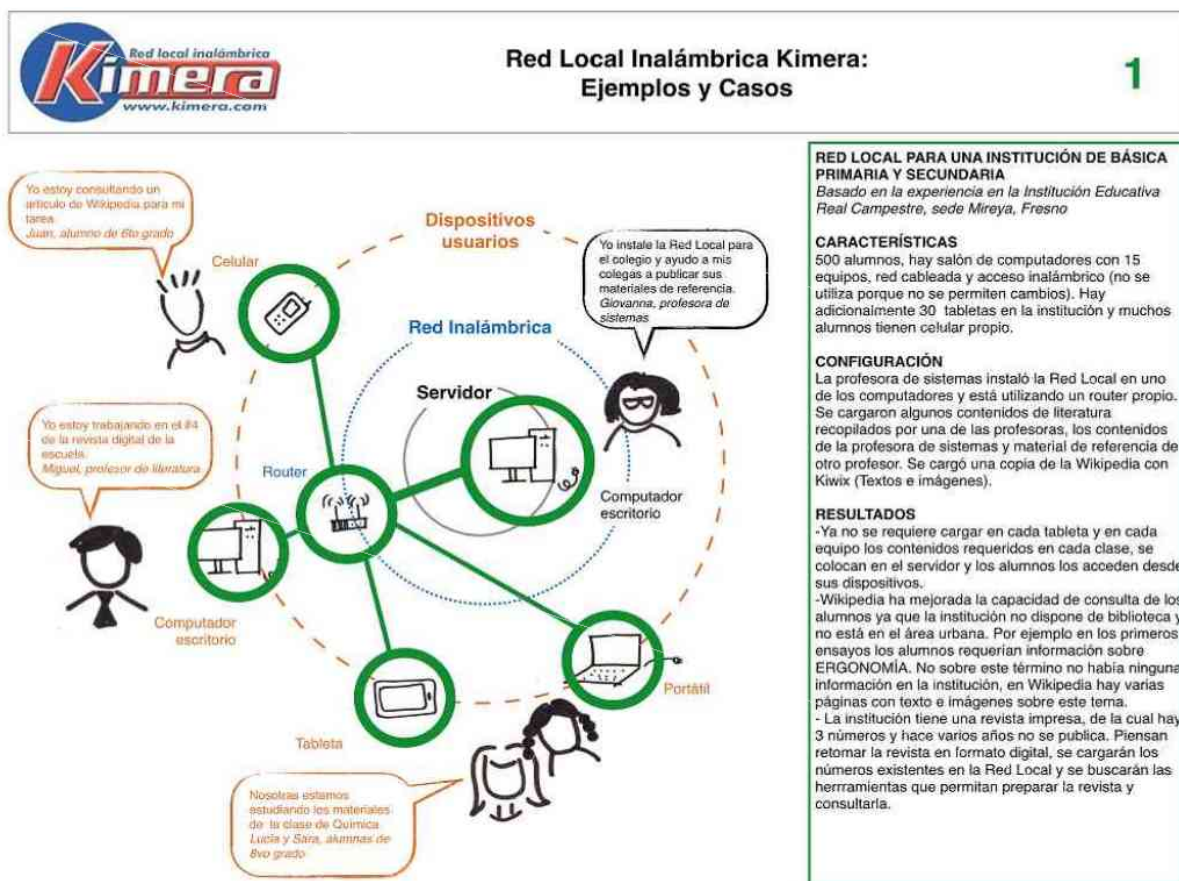 Red local inalámbrica
Kimera
www.kimera.com
Red Local Inalámbrica Kimera:
Ejemplos y Casos
1
Yo estoy consultando un
artículo de Wikipedia para mi
tarea
Juan, alumno de 6to grado
Dispositivos
usuarios
Celular
Yo instale la Red Local para
el colegio y ayudo a mis
colegas a publicar sus
materiales de referencia.
Giovanna, profesora de
sistemas
Red Inalámbrica
Servidor
Yo estoy trabajando en el #4
de la revista digital de la
escuela.
Miguel, profesor de literatura
Router
Computador
escritorio
Computador
escritorio
Portátil
Tableta
Nosotras estamos
estudiando los materiales
de la clase de Química
Lucía y Sara, alumnas de
8vo grado
RED LOCAL PARA UNA INSTITUCIÓN DE BÁSICA
PRIMARIA Y SECUNDARIA
Basado en la experiencia en la Institución Educativa
Real Campestre, sede Mireya, Fresno
CARACTERÍSTICAS
500 alumnos, hay salón de computadores con 15
equipos, red cableada y acceso inalámbrico (no se
utiliza porque no se permiten cambios). Hay
adicionalmente 30 tabletas en la institución y muchos
alumnos tienen celular propio.
CONFIGURACIÓN
La profesora de sistemas instaló la Red Local en uno
de los computadores y está utilizando un router propio.
Se cargaron algunos contenidos de literatura
recopilados por una de las profesoras, los contenidos
de la profesora de sistemas y material de referencia de
otro profesor. Se cargó una copia de la Wikipedia con
Kiwix (Textos e imágenes).
RESULTADOS
-Ya no se requiere cargar en cada tableta y en cada
equipo los contenidos requeridos en cada clase, se
colocan en el servidor y los alumnos los acceden desde
sus dispositivos.
-Wikipedia ha mejorada la capacidad de consulta de los
alumnos ya que la institución no dispone de biblioteca y
no está en el área urbana. Por ejemplo en los primeros
ensayos los alumnos requerían información sobre
ERGONOMÍA. No sobre este término no había ninguna
información en la institución, en Wikipedia hay varias
páginas con texto e imágenes sobre este tema.
- La institución tiene una revista impresa, de la cual hay
3 números y hace varios años no se publica. Piensan
retomar la revista en formato digital, se cargarán los
números existentes en la Red Local y se buscarán las
herrramientas que permitan preparar la revista y
consultarla.